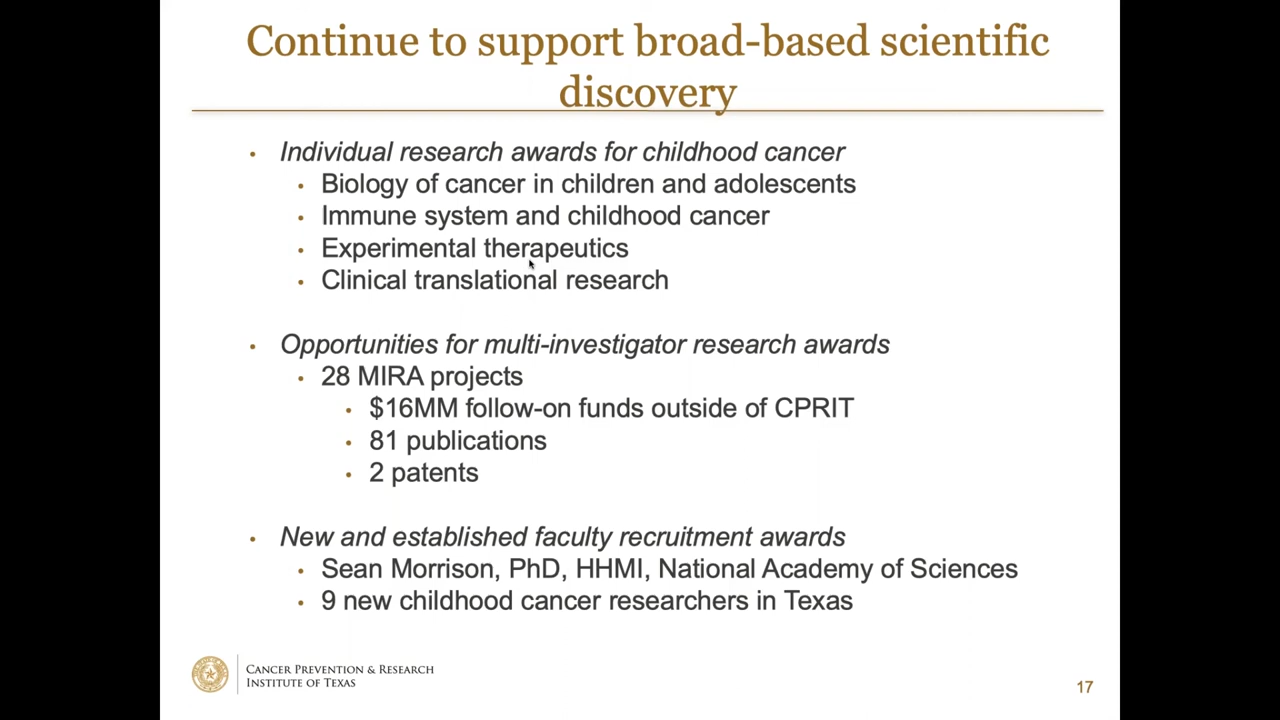 Continue to support broad-based scientific
discovery
• Individual research awards for childhood cancer
• Biology of cancer in children and adolescents
• Immune system and childhood cancer
• Experimental therapeutics
• Clinical translational research
• Opportunities for multi-investigator research awards
• 28 MIRA projects
• $16MM follow-on funds outside of CPRIT
• 81 publications
• 2 patents
• New and established faculty recruitment awards
• Sean Morrison, PhD, HHMI, National Academy of Sciences
• 9 new childhood cancer researchers in Texas
CANCER PREVENTION & RESEARCH
INSTITUTE OF TEXAS
17